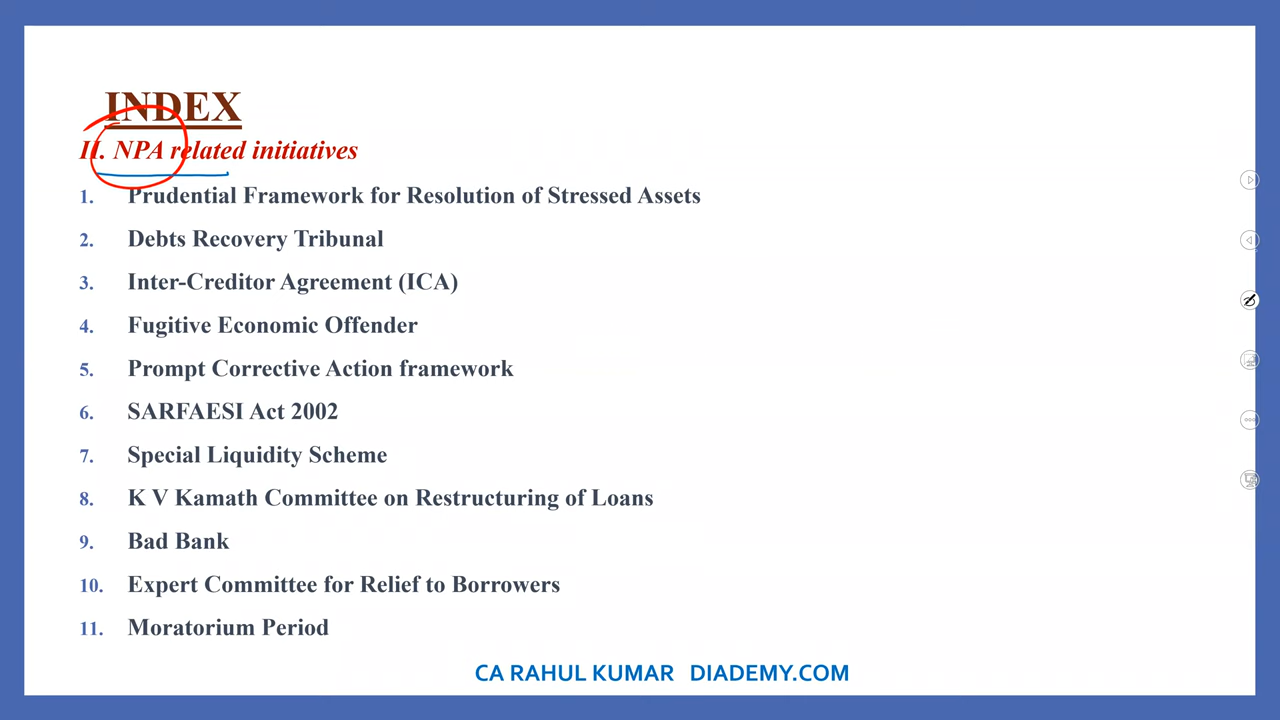 INDEX
II. NPA related initiatives
1. Prudential Framework for Resolution of Stressed Assets
2. Debts Recovery Tribunal
3. Inter-Creditor Agreement (ICA)
4. Fugitive Economic Offender
5. Prompt Corrective Action framework
6. SARFAESI Act 2002
7. Special Liquidity Scheme
8. K V Kamath Committee on Restructuring of Loans
9. Bad Bank
10. Expert Committee for Relief to Borrowers
11. Moratorium Period
CA RAHUL KUMAR DIADEMY.COM